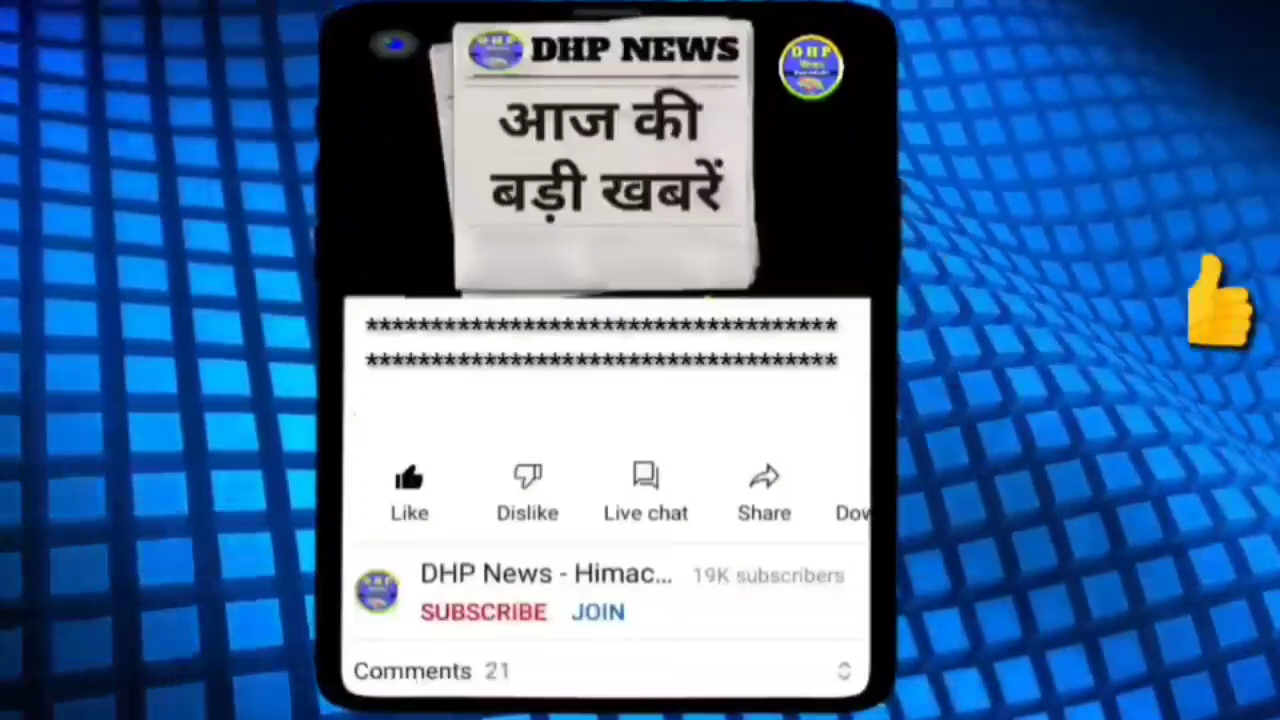 DHP NEWS
DHP
आज की
बड़ी खबरें
************************************
************************************
Like Dislike Live chat Share Dow
DHP News - Himac... 19K subscribers
SUBSCRIBE JOIN
Comments 21